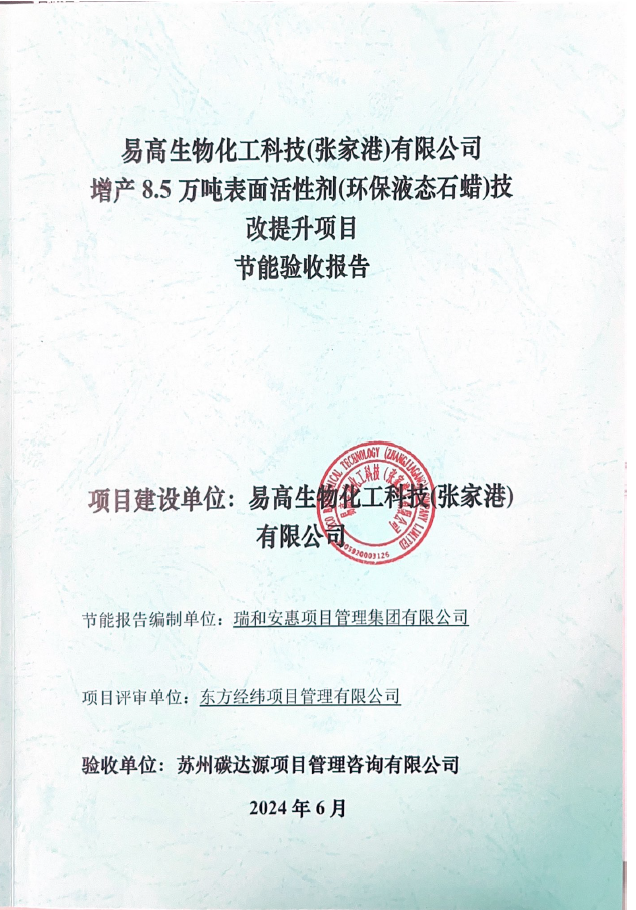 易高生物化工科技(张家港)有限公司
增产 8.5 万吨表面活性剂(环保液态石蜡)技
改提升项目
节能验收报告
项目建设单位：易高生物化工科技(张家港)
有限公司
TECHNOLOGY (ZHANGJIAGANG) COMPANY LIMITED
节能报告编制单位：瑞和安惠项目管理集团有限公司
项目评审单位：东方经纬项目管理有限公司
验收单位：苏州碳达源项目管理咨询有限公司
2024 年 6 月